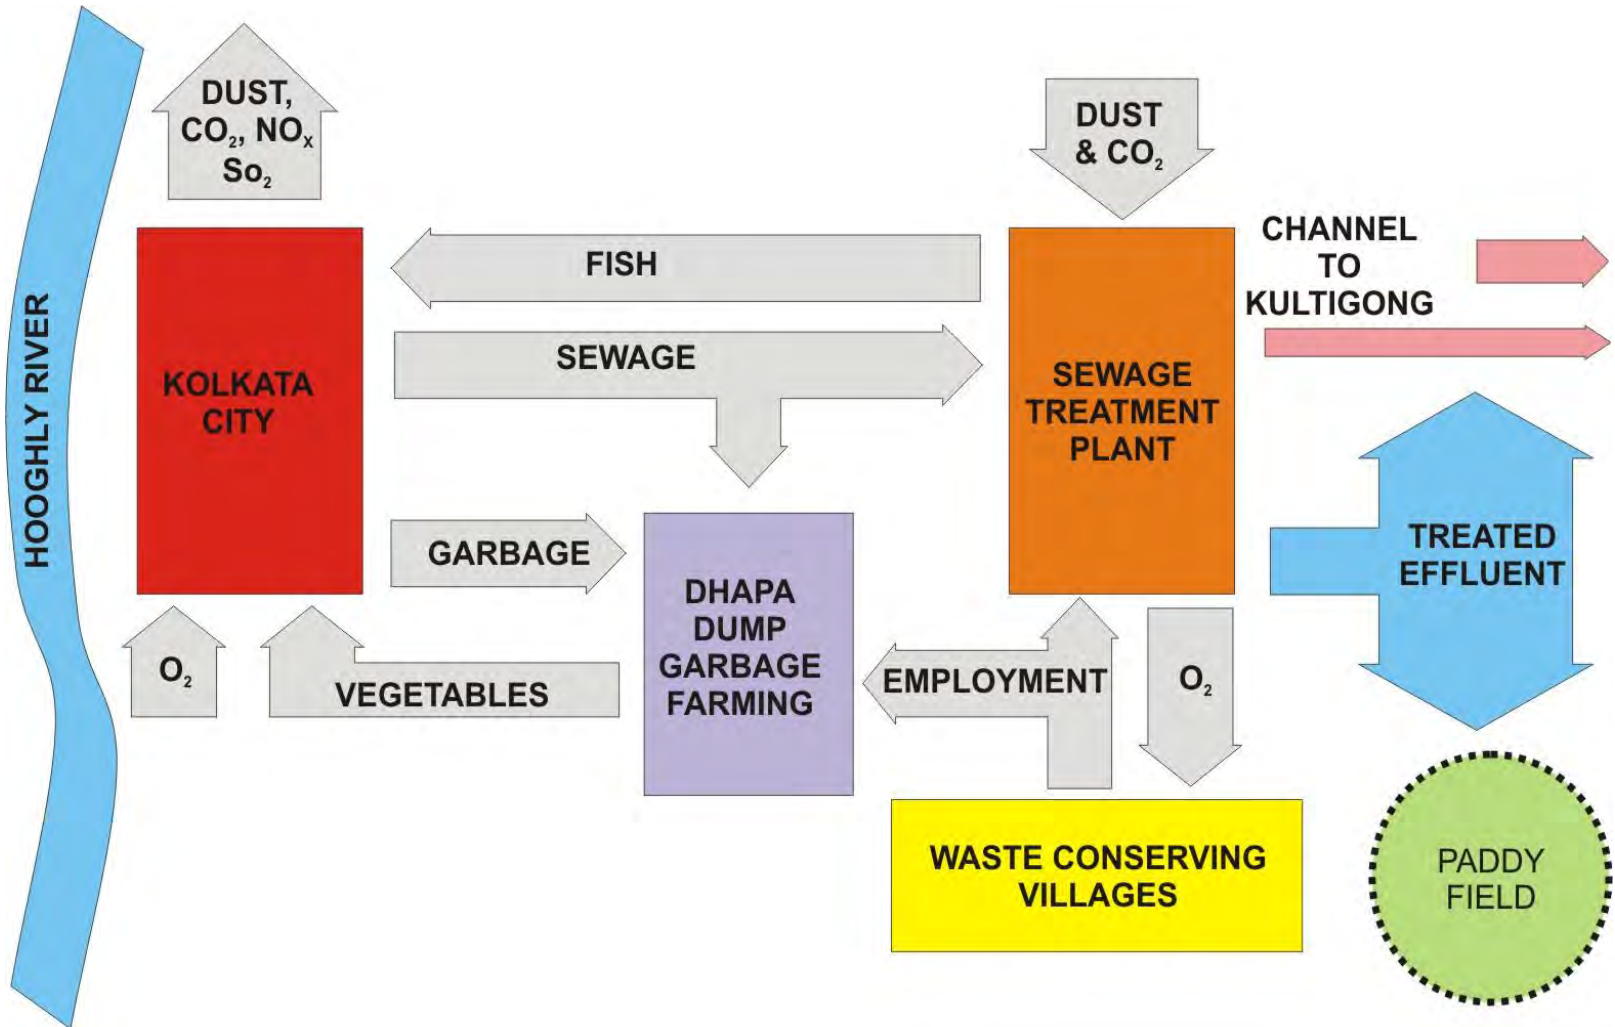 HOOGHLY RIVER
DUST,
CO₂, NOₓ
So₂
DUST
& CO₂
FISH
CHANNEL
TO
KULTIGONG
SEWAGE
KOLKATA
CITY
SEWAGE
TREATMENT
PLANT
GARBAGE
TREATED
EFFLUENT
DHAPA
DUMP
GARBAGE
FARMING
O₂
VEGETABLES
EMPLOYMENT
O₂
WASTE CONSERVING
VILLAGES
PADDY
FIELD